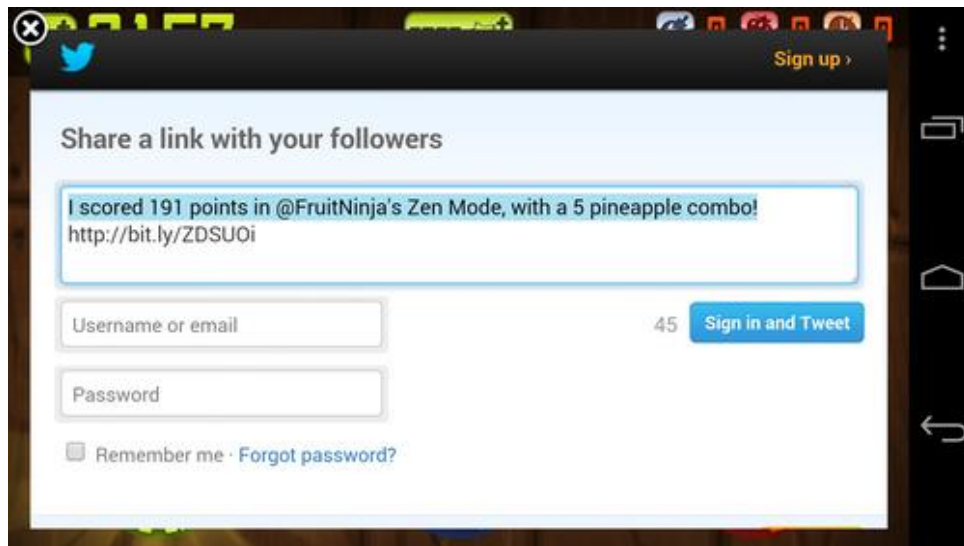 Sign up ›
Share a link with your followers
I scored 191 points in @FruitNinja's Zen Mode, with a 5 pineapple combo!
http://bit.ly/ZDSUOi
Username or email
45 Sign in and Tweet
Password
Remember me · Forgot password?